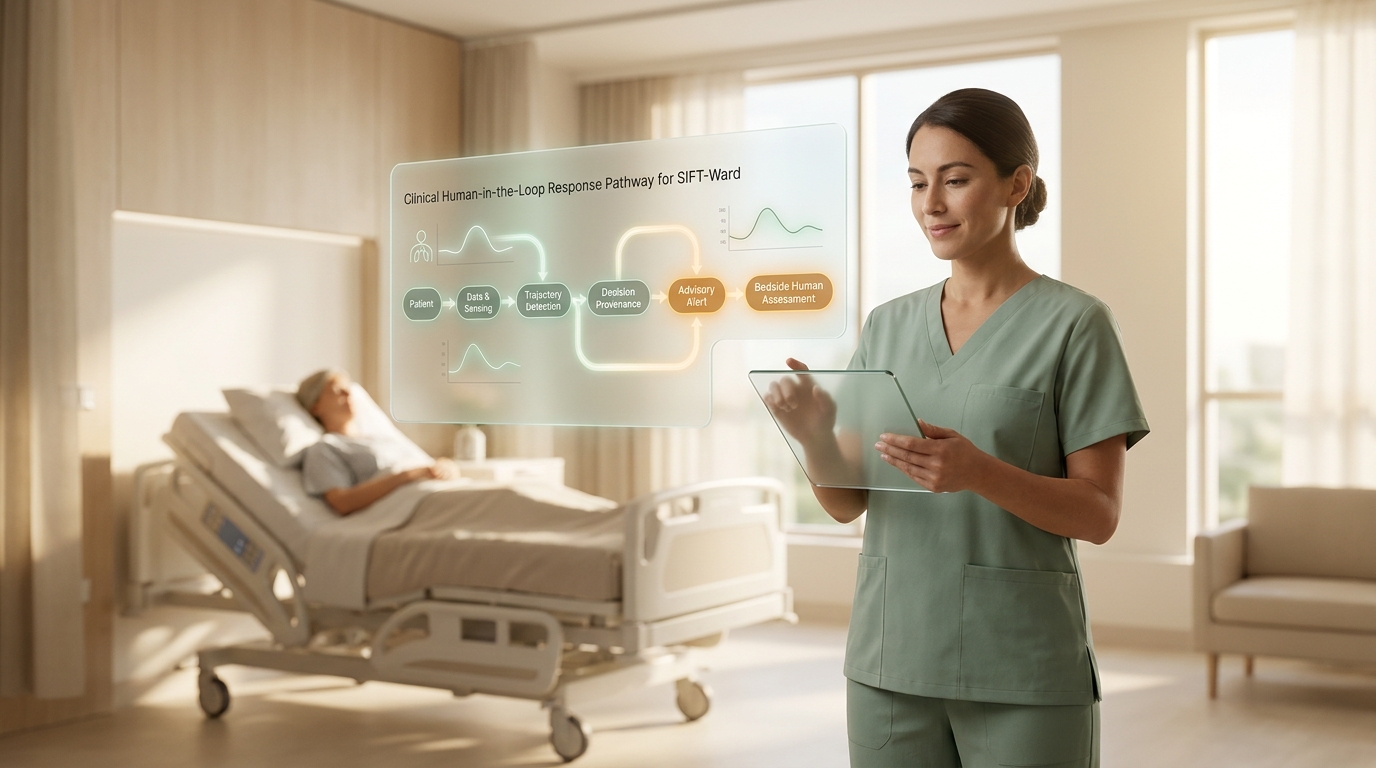 Clinical Human-in-the-Loop Response Pathway for SIFT-Ward
Patient
Data &
Sensing
Trajectory
Detection
Decision
Provenance
Advisory
Alert
Bedside Human
Assessment